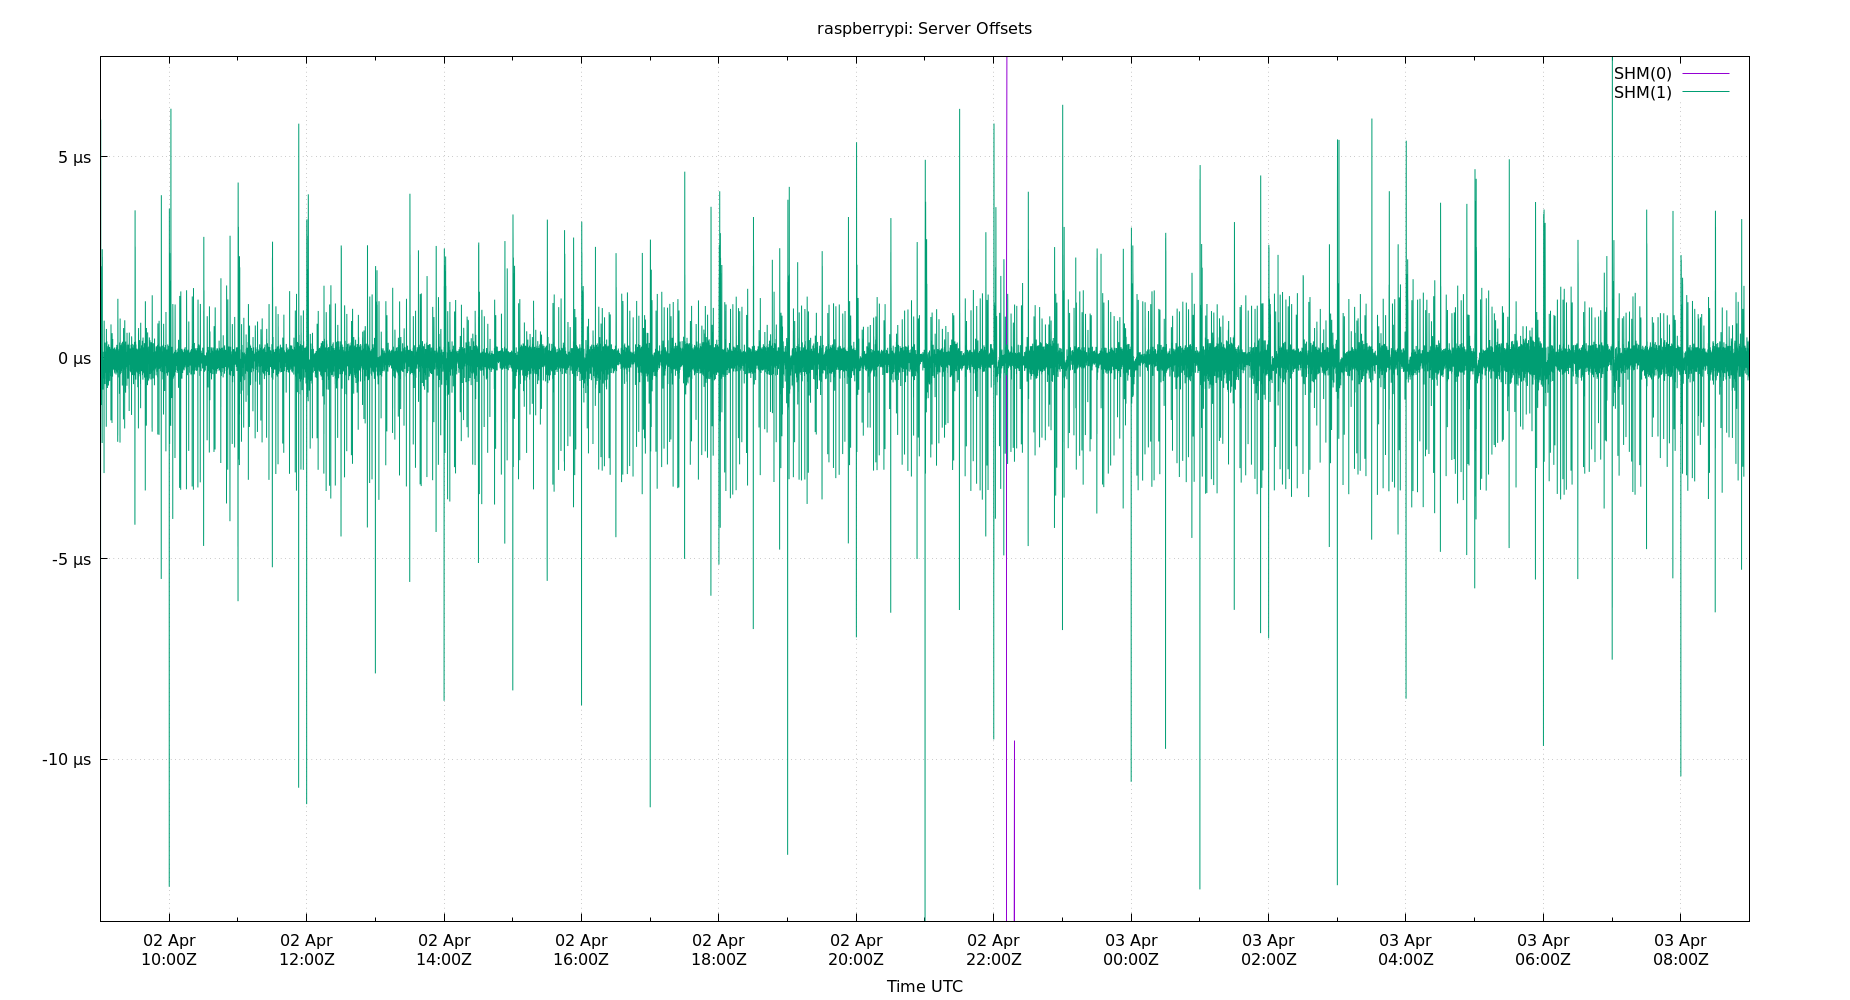 raspberrypi: Server Offsets
SHM(0)
SHM(1)
5 µs
0 µs
-5 µs
-10 µs
02 Apr 02 Apr 02 Apr 02 Apr 02 Apr 02 Apr 02 Apr 03 Apr 03 Apr 03 Apr 03 Apr 03 Apr
10:00Z 12:00Z 14:00Z 16:00Z 18:00Z 20:00Z 22:00Z 00:00Z 02:00Z 04:00Z 06:00Z 08:00Z
Time UTC